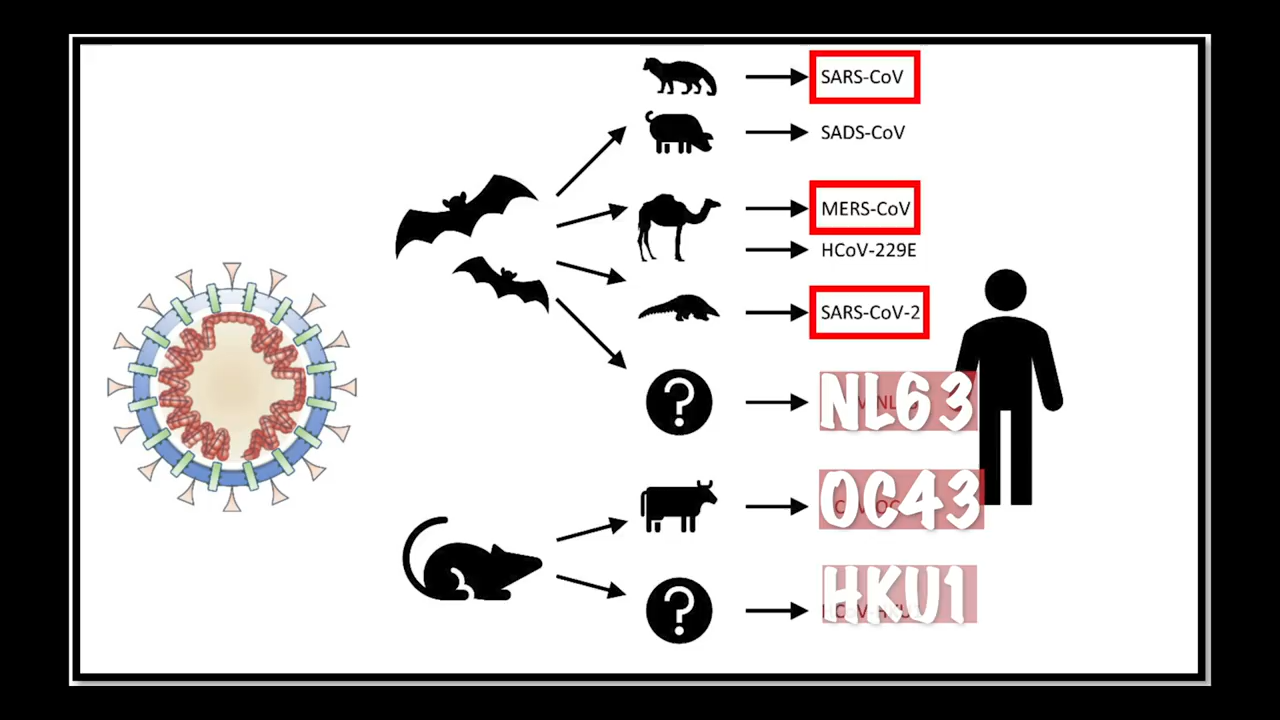 SARS-CoV
SADS-CoV
MERS-CoV
HCoV-229E
SARS-CoV-2
?
NL63
OC43
?
HKU1